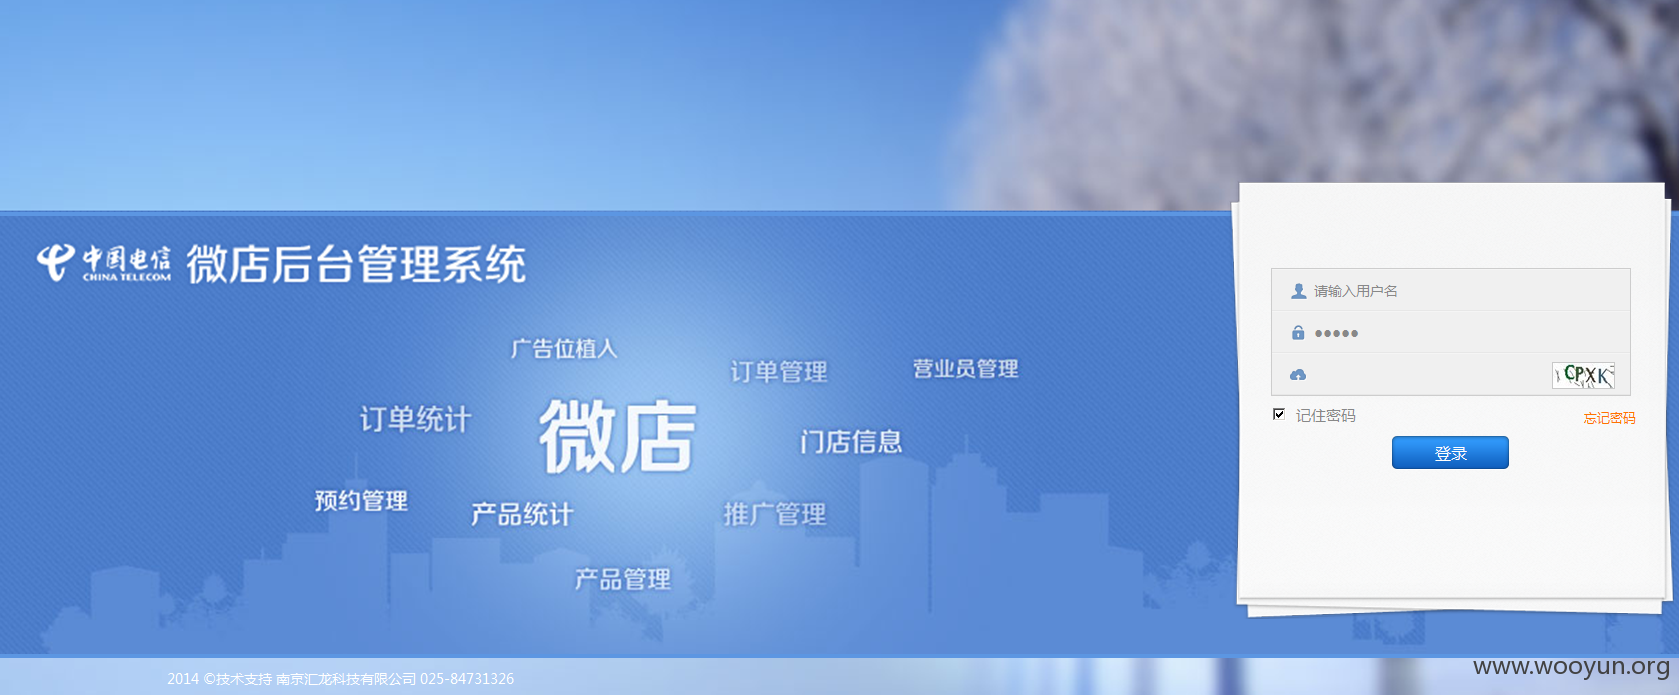 中国电信 微店后台管理系统
CHINA TELECOM
广告位植入
订单管理
营业员管理
订单统计
微店
门店信息
预约管理
产品统计
推广管理
产品管理
请输入用户名
●●●●●
CPXK
记住密码
忘记密码
登录
2014 ©技术支持 南京汇龙科技有限公司 025-84731326
www.wooyun.org